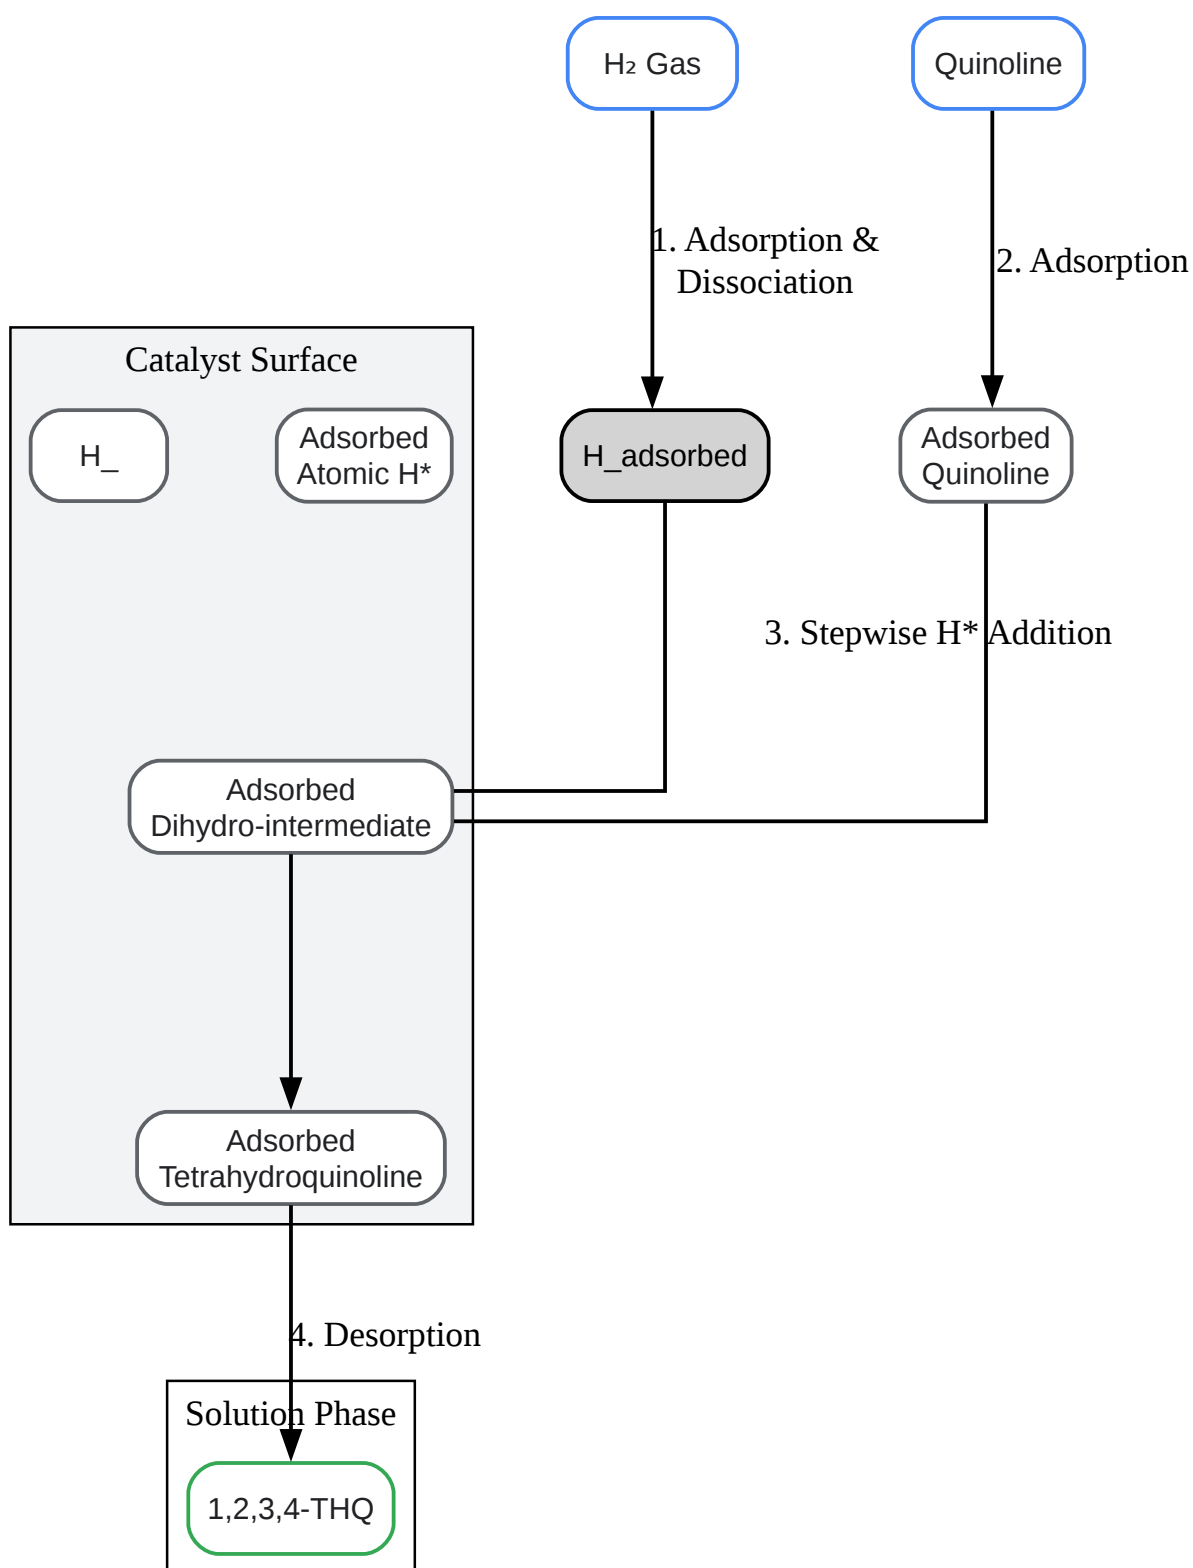 H₂ Gas
Quinoline
1. Adsorption &
Dissociation
2. Adsorption
Catalyst Surface
H_
Adsorbed
Atomic H*
H_adsorbed
Adsorbed
Quinoline
3. Stepwise H* Addition
Adsorbed
Dihydro-intermediate
Adsorbed
Tetrahydroquinoline
4. Desorption
Solution Phase
1,2,3,4-THQ